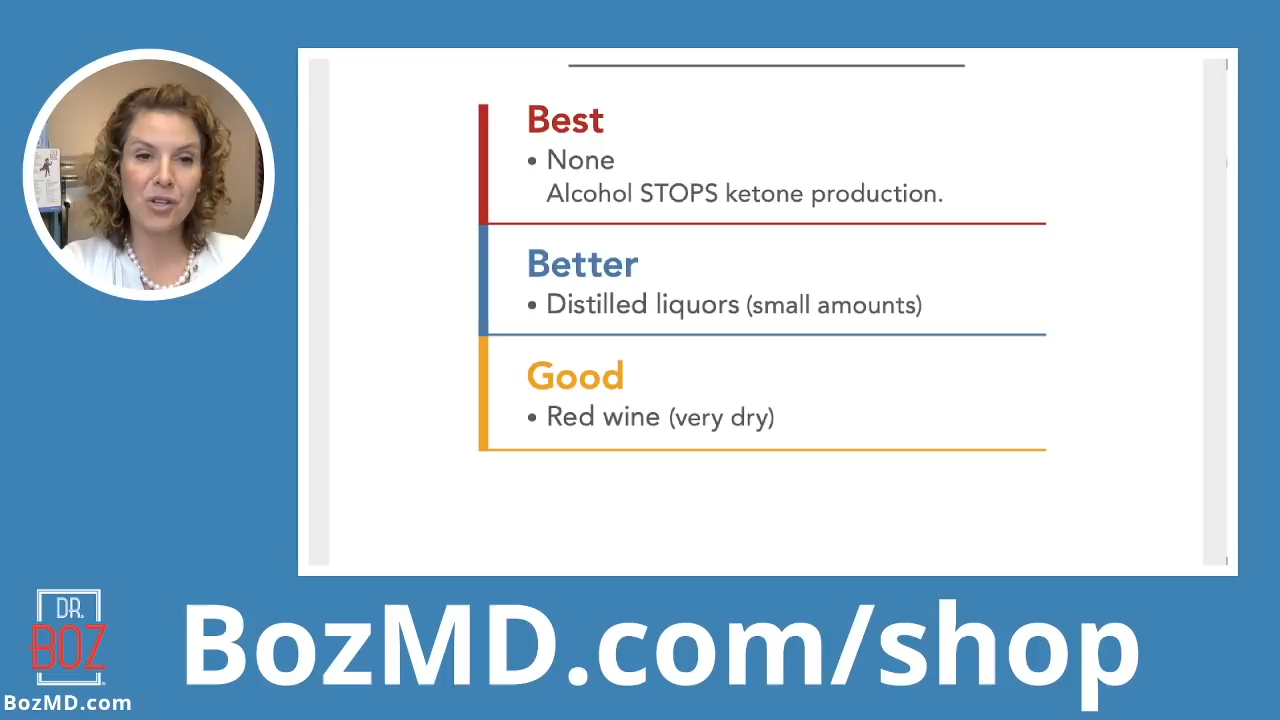 Best
• None
Alcohol STOPS ketone production.
Better
• Distilled liquors (small amounts)
Good
• Red wine (very dry)
DR.
BOZ
BozMD.com
BozMD.com/shop